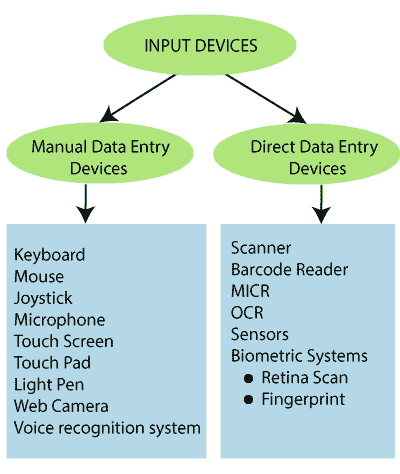 INPUT DEVICES
Manual Data Entry
Devices
Direct Data Entry
Devices
Keyboard
Mouse
Joystick
Microphone
Touch Screen
Touch Pad
Light Pen
Web Camera
Voice recognition system
Scanner
Barcode Reader
MICR
OCR
Sensors
Biometric Systems
● Retina Scan
● Fingerprint